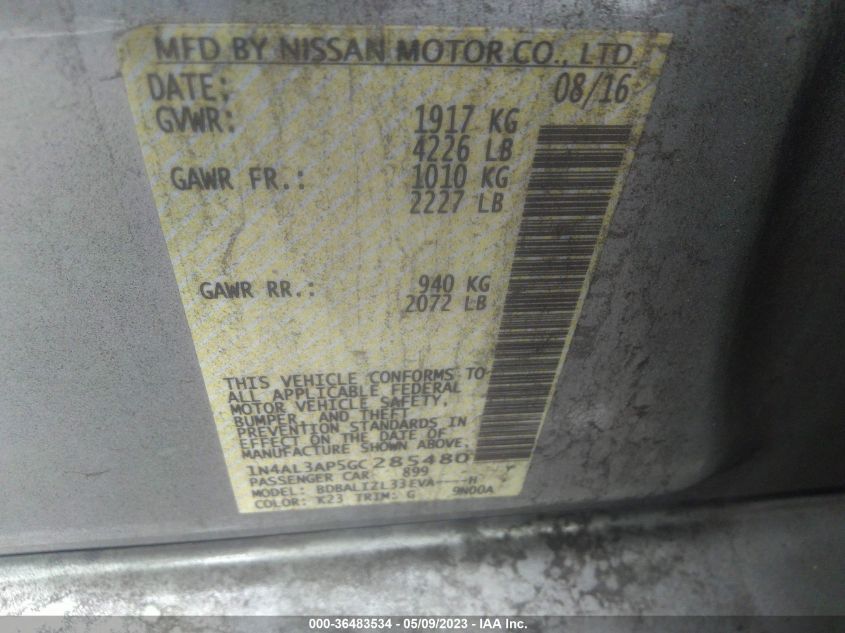 MFD BY NISSAN MOTOR CO., LTD.
DATE: 08/16
GVWR: 1917 KG
4226 LB
GAWR FR.: 1010 KG
2227 LB
GAWR RR.: 940 KG
2072 LB
THIS VEHICLE CONFORMS TO
ALL APPLICABLE FEDERAL
MOTOR VEHICLE SAFETY,
BUMPER, AND THEFT
PREVENTION STANDARDS IN
EFFECT ON THE DATE OF
MANUFACTURE SHOWN ABOVE.
1N4AL3AP5GC285480 Y
PASSENGER CAR 899
MODEL: BDBALTZL33EVA----H
COLOR: K23 TRIM: G 9N00A
000-36483534 - 05/09/2023 - IAA Inc.